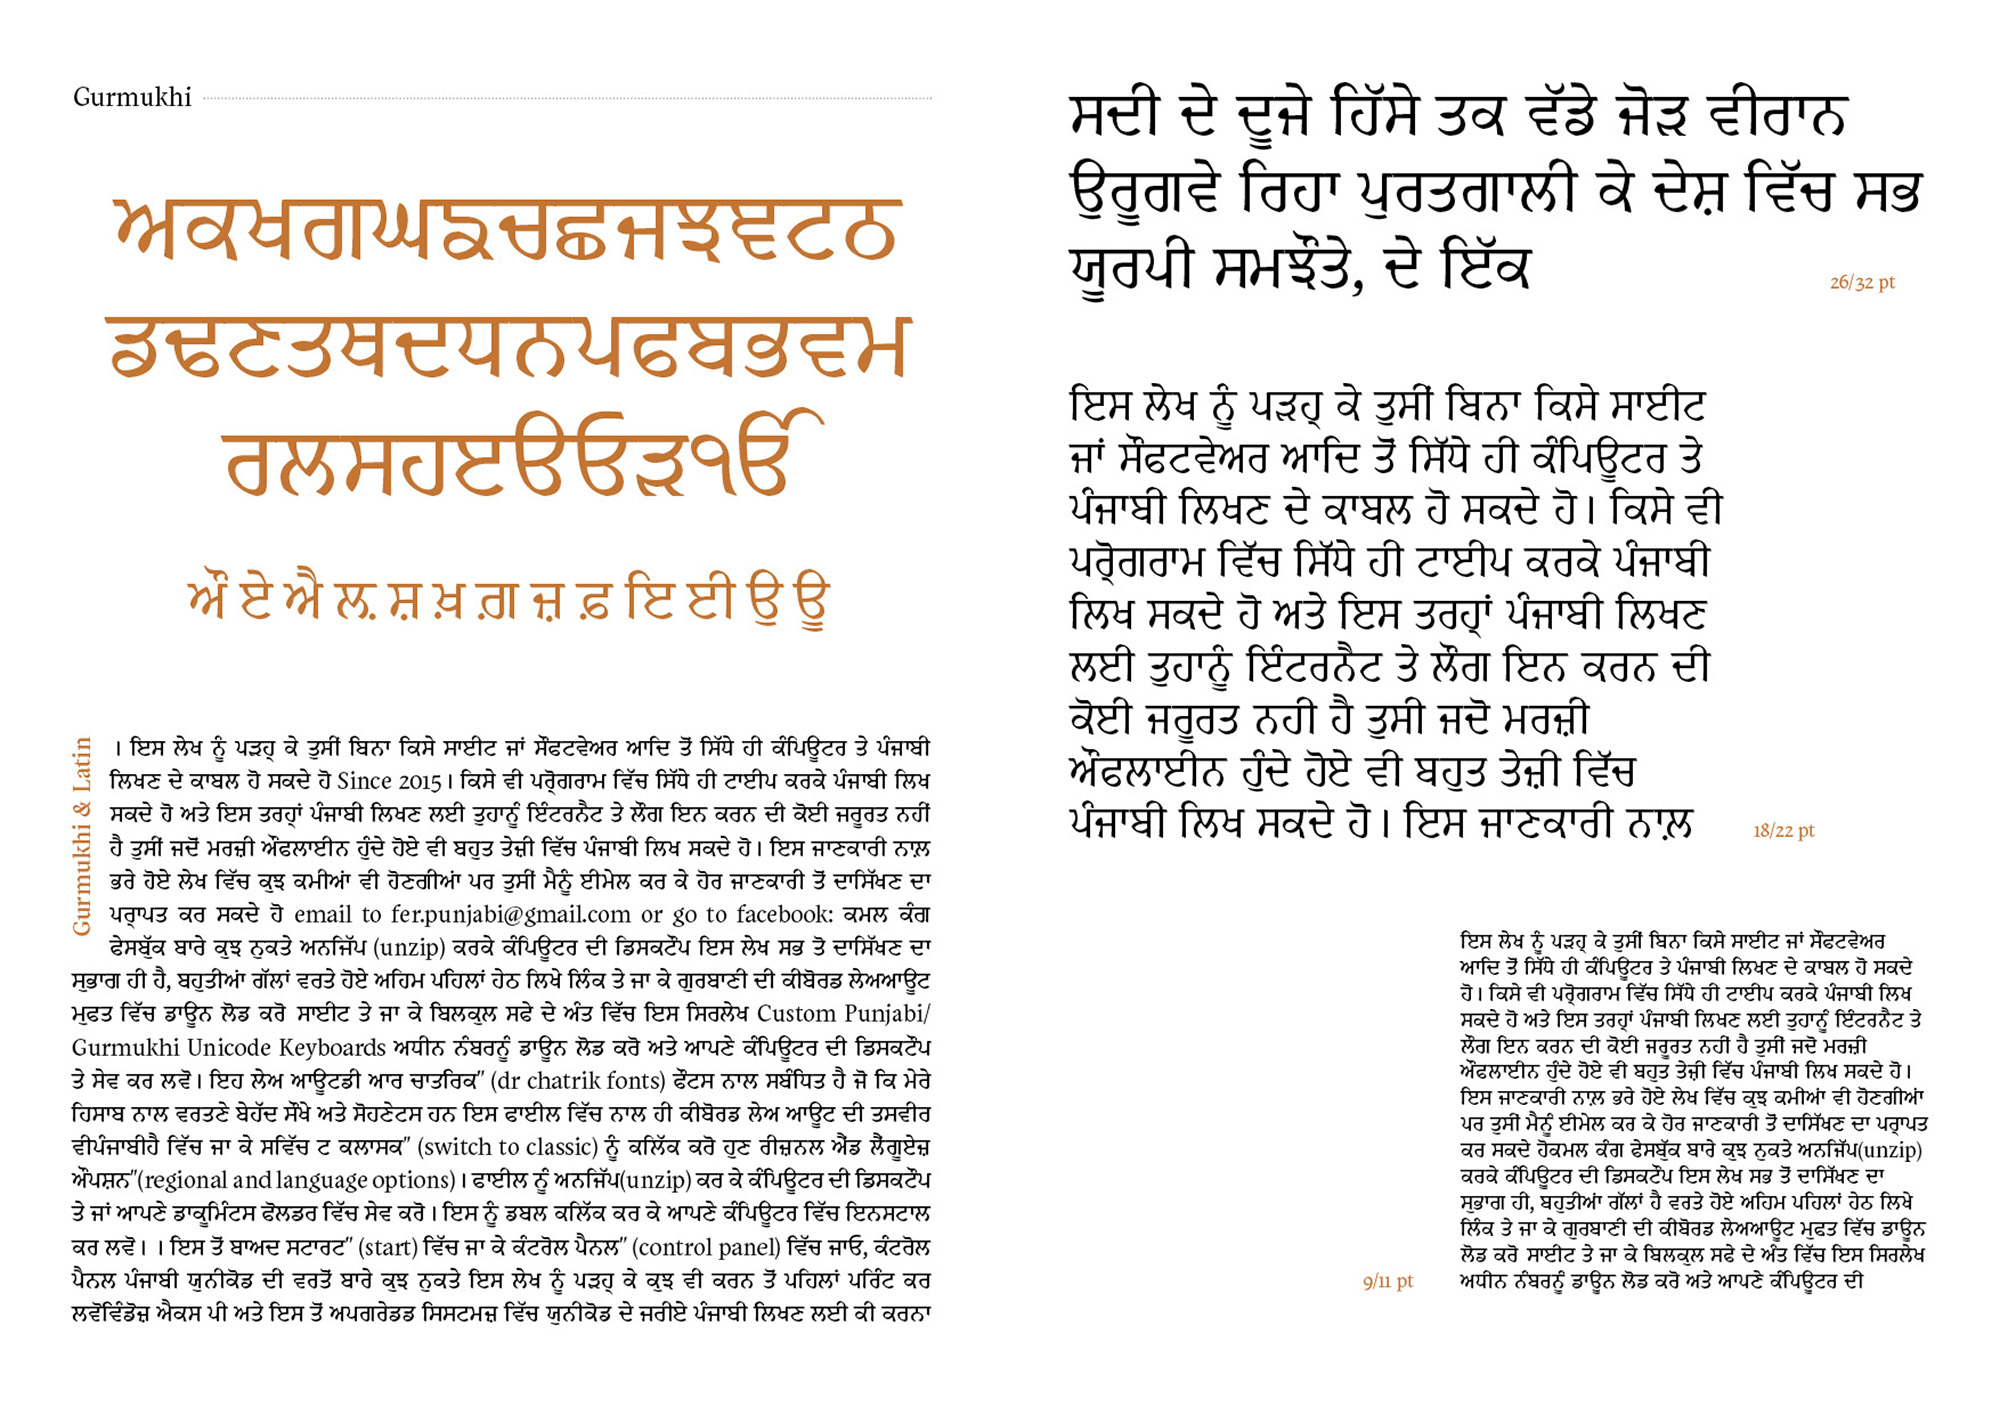 Gurmukhi
ਅਕਖਗਘਙਚਛਜਝਞਟਠ
ਡਢਣਤਥਦਧਨਪਫਬਭਵਮ
ਰਲਸਹੲੳਓੜੴ
ਔ ਏ ਐ ਲ਼ ਸ਼ ਖ਼ ਗ਼ ਜ਼ ਫ਼ ਇ ਈ ਉ ਊ
Gurmukhi & Latin
। ਇਸ ਲੇਖ ਨੂੰ ਪੜਹ੍ ਕੇ ਤੁਸੀਂ ਬਿਨਾ ਕਿਸੇ ਸਾਈਟ ਜਾਂ ਸੌਫਟਵੇਅਰ ਆਦਿ ਤੋਂ ਸਿੱਧੇ ਹੀ ਕੰਪਿਊਟਰ ਤੇ ਪੰਜਾਬੀ
ਲਿਖਣ ਦੇ ਕਾਬਲ ਹੋ ਸਕਦੇ ਹੋ Since 2015। ਕਿਸੇ ਵੀ ਪਰੋ੍ਗਰਾਮ ਵਿੱਚ ਸਿੱਧੇ ਹੀ ਟਾਈਪ ਕਰਕੇ ਪੰਜਾਬੀ ਲਿਖ
ਸਕਦੇ ਹੋ ਅਤੇ ਇਸ ਤਰਹਾ੍ਂ ਪੰਜਾਬੀ ਲਿਖਣ ਲਈ ਤੁਹਾਨੂੰ ਇੰਟਰਨੈਟ ਤੇ ਲੌਗ ਇਨ ਕਰਨ ਦੀ ਕੋਈ ਜਰੂਰਤ ਨਹੀਂ
ਹੈ ਤੁਸੀਂ ਜਦੋਂ ਮਰਜ਼ੀ ਔਫਲਾਈਨ ਹੁੰਦੇ ਹੋਏ ਵੀ ਬਹੁਤ ਤੇਜ਼ੀ ਵਿੱਚ ਪੰਜਾਬੀ ਲਿਖ ਸਕਦੇ ਹੋ। ਇਸ ਜਾਣਕਾਰੀ ਨਾਲ਼
ਭਰੇ ਹੋਏ ਲੇਖ ਵਿੱਚ ਕੁਝ ਕਮੀਆਂ ਵੀ ਹੋਣਗੀਆਂ ਪਰ ਤੁਸੀਂ ਮੈਨੂੰ ਈਮੇਲ ਕਰ ਕੇ ਹੋਰ ਜਾਣਕਾਰੀ ਤੋਂ ਦਾਸਿੱਖਣ ਦਾ
ਪਰਾ੍ਪਤ ਕਰ ਸਕਦੇ ਹੋ email to fer.punjabi@gmail.com or go to facebook: ਕਮਲ ਕੰਗ
ਫੇਸਬੁੱਕ ਬਾਰੇ ਕੁਝ ਨੁਕਤੇ ਅਨਜਿੱਪ (unzip) ਕਰਕੇ ਕੰਪਿਊਟਰ ਦੀ ਡਿਸਕਟੌਪ ਇਸ ਲੇਖ ਸਭ ਤੋ ਦਾਸਿੱਖਣ ਦਾ
ਸੁਭਾਗ ਹੀ ਹੈ, ਬਹੁਤੀਆਂ ਗੱਲਾਂ ਵਰਤੇ ਹੋਏ ਅਹਿਮ ਪਹਿਲਾਂ ਹੇਠ ਲਿਖੇ ਲਿੰਕ ਤੇ ਜਾ ਕੇ ਗੁਰਬਾਣੀ ਦੀ ਕੀਬੋਰਡ ਲੇਅਆਊਟ
ਮੁਫਤ ਵਿੱਚ ਡਾਊਨ ਲੋਡ ਕਰੋ ਸਾਈਟ ਤੇ ਜਾ ਕੇ ਬਿਲਕੁਲ ਸਫੇ ਦੇ ਅੰਤ ਵਿੱਚ ਇਸ ਸਿਰਲੇਖ Custom Punjabi/
Gurmukhi Unicode Keyboards ਅਧੀਨ ਨੰਬਰਨੂੰ ਡਾਊਨ ਲੋਡ ਕਰੋ ਅਤੇ ਆਪਣੇ ਕੰਪਿਊਟਰ ਦੀ ਡਿਸਕਟੌਪ
ਤੇ ਸੇਵ ਕਰ ਲਵੋ। ਇਹ ਲੇਅ ਆਊਟਡੀ ਆਰ ਚਾਤਰਿਕ" (dr chatrik fonts) ਫੌਂਟਸ ਨਾਲ ਸਬੰਧਿਤ ਹੈ ਜੋ ਕਿ ਮੇਰੇ
ਹਿਸਾਬ ਨਾਲ ਵਰਤਣੇ ਬੇਹੱਦ ਸੌਖੇ ਅਤੇ ਸੋਹਣੇਟਸ ਹਨ ਇਸ ਫਾਈਲ ਵਿੱਚ ਨਾਲ ਹੀ ਕੀਬੋਰਡ ਲੇਅ ਆਊਟ ਦੀ ਤਸਵੀਰ
ਵੀਪੰਜਾਬੀਹੈ ਵਿੱਚ ਜਾ ਕੇ ਸਵਿੱਚ ਟ ਕਲਾਸਕ" (switch to classic) ਨੂੰ ਕਲਿੱਕ ਕਰੋ ਹੁਣ ਰੀਜ਼ਨਲ ਐਂਡ ਲੈਂਗੂਏਜ਼
ਔਪਸ਼ਨ"(regional and language options)। ਫਾਈਲ ਨੂੰ ਅਨਜਿੱਪ(unzip) ਕਰ ਕੇ ਕੰਪਿਊਟਰ ਦੀ ਡਿਸਕਟੌਪ
ਤੇ ਜਾਂ ਆਪਣੇ ਡਾਕੂਮਿੰਟਸ ਫੋਲਡਰ ਵਿੱਚ ਸੇਵ ਕਰੋ। ਇਸ ਨੂੰ ਡਬਲ ਕਲਿੱਕ ਕਰ ਕੇ ਆਪਣੇ ਕੰਪਿਊਟਰ ਵਿੱਚ ਇਨਸਟਾਲ
ਕਰ ਲਵੋ। । ਇਸ ਤੋਂ ਬਾਅਦ ਸਟਾਰਟ" (start) ਵਿੱਚ ਜਾ ਕੇ ਕੰਟਰੋਲ ਪੈਨਲ" (control panel) ਵਿੱਚ ਜਾਓ, ਕੰਟਰੋਲ
ਪੈਨਲ ਪੰਜਾਬੀ ਯੁਨੀਕੋਡ ਦੀ ਵਰਤੋਂ ਬਾਰੇ ਕੁਝ ਨੁਕਤੇ ਇਸ ਲੇਖ ਨੂੰ ਪੜਹ੍ ਕੇ ਕੁਝ ਵੀ ਕਰਨ ਤੋਂ ਪਹਿਲਾਂ ਪਰਿੰਟ ਕਰ
ਲਵੋਂਵਿੰਡੋਜ਼ ਐਕਸ ਪੀ ਅਤੇ ਇਸ ਤੋਂ ਅਪਗਰੇਡਡ ਸਿਸਟਮਜ਼ ਵਿੱਚ ਯੁਨੀਕੋਡ ਦੇ ਜਰੀਏ ਪੰਜਾਬੀ ਲਿਖਣ ਲਈ ਕੀ ਕਰਨਾ
ਸਦੀ ਦੇ ਦੂਜੇ ਹਿੱਸੇ ਤਕ ਵੱਡੇ ਜੋੜ ਵੀਰਾਨ
ਉਰੂਗਵੇ ਰਿਹਾ ਪੁਰਤਗਾਲੀ ਕੇ ਦੇਸ਼ ਵਿੱਚ ਸਭ
ਯੂਰਪੀ ਸਮਝੌਤੇ, ਦੇ ਇੱਕ
26/32 pt
ਇਸ ਲੇਖ ਨੂੰ ਪੜਹ੍ ਕੇ ਤੁਸੀਂ ਬਿਨਾ ਕਿਸੇ ਸਾਈਟ
ਜਾਂ ਸੌਫਟਵੇਅਰ ਆਦਿ ਤੋਂ ਸਿੱਧੇ ਹੀ ਕੰਪਿਊਟਰ ਤੇ
ਪੰਜਾਬੀ ਲਿਖਣ ਦੇ ਕਾਬਲ ਹੋ ਸਕਦੇ ਹੋ। ਕਿਸੇ ਵੀ
ਪਰੋ੍ਗਰਾਮ ਵਿੱਚ ਸਿੱਧੇ ਹੀ ਟਾਈਪ ਕਰਕੇ ਪੰਜਾਬੀ
ਲਿਖ ਸਕਦੇ ਹੋ ਅਤੇ ਇਸ ਤਰਹਾ੍ਂ ਪੰਜਾਬੀ ਲਿਖਣ
ਲਈ ਤੁਹਾਨੂੰ ਇੰਟਰਨੈਟ ਤੇ ਲੌਗ ਇਨ ਕਰਨ ਦੀ
ਕੋਈ ਜਰੂਰਤ ਨਹੀ ਹੈ ਤੁਸੀ ਜਦੋ ਮਰਜ਼ੀ
ਔਫਲਾਈਨ ਹੁੰਦੇ ਹੋਏ ਵੀ ਬਹੁਤ ਤੇਜ਼ੀ ਵਿੱਚ
ਪੰਜਾਬੀ ਲਿਖ ਸਕਦੇ ਹੋ। ਇਸ ਜਾਣਕਾਰੀ ਨਾਲ਼
18/22 pt
ਇਸ ਲੇਖ ਨੂੰ ਪੜਹ੍ ਕੇ ਤੁਸੀਂ ਬਿਨਾ ਕਿਸੇ ਸਾਈਟ ਜਾਂ ਸੌਫਟਵੇਅਰ
ਆਦਿ ਤੋਂ ਸਿੱਧੇ ਹੀ ਕੰਪਿਊਟਰ ਤੇ ਪੰਜਾਬੀ ਲਿਖਣ ਦੇ ਕਾਬਲ ਹੋ ਸਕਦੇ
ਹੋ। ਕਿਸੇ ਵੀ ਪਰੋ੍ਗਰਾਮ ਵਿੱਚ ਸਿੱਧੇ ਹੀ ਟਾਈਪ ਕਰਕੇ ਪੰਜਾਬੀ ਲਿਖ
ਸਕਦੇ ਹੋ ਅਤੇ ਇਸ ਤਰਹਾ੍ਂ ਪੰਜਾਬੀ ਲਿਖਣ ਲਈ ਤੁਹਾਨੂੰ ਇੰਟਰਨੈਟ ਤੇ
ਲੌਗ ਇਨ ਕਰਨ ਦੀ ਕੋਈ ਜਰੂਰਤ ਨਹੀਂ ਹੈ ਤੁਸੀਂ ਜਦੋ ਮਰਜ਼ੀ
ਔਫਲਾਈਨ ਹੁੰਦੇ ਹੋਏ ਵੀ ਬਹੁਤ ਤੇਜ਼ੀ ਵਿੱਚ ਪੰਜਾਬੀ ਲਿਖ ਸਕਦੇ ਹੋ।
ਇਸ ਜਾਣਕਾਰੀ ਨਾਲ਼ ਭਰੇ ਹੋਏ ਲੇਖ ਵਿੱਚ ਕੁਝ ਕਮੀਆਂ ਵੀ ਹੋਣਗੀਆਂ
ਪਰ ਤੁਸੀਂ ਮੈਨੂੰ ਈਮੇਲ ਕਰ ਕੇ ਹੋਰ ਜਾਣਕਾਰੀ ਤੋਂ ਦਾਸਿੱਖਣ ਦਾ ਪਰਾ੍ਪਤ
ਕਰ ਸਕਦੇ ਹੋਕਮਲ ਕੰਗ ਫੇਸਬੁੱਕ ਬਾਰੇ ਕੁਝ ਨੁਕਤੇ ਅਨਜਿੱਪ(unzip)
ਕਰਕੇ ਕੰਪਿਊਟਰ ਦੀ ਡਿਸਕਟੌਪ ਇਸ ਲੇਖ ਸਭ ਤੋਂ ਦਾਸਿੱਖਣ ਦਾ
ਸੁਭਾਗ ਹੀ, ਬਹੁਤੀਆਂ ਗੱਲਾਂ ਹੈ ਵਰਤੇ ਹੋਏ ਅਹਿਮ ਪਹਿਲਾਂ ਹੇਠ ਲਿਖੇ
ਲਿੰਕ ਤੇ ਜਾ ਕੇ ਗੁਰਬਾਣੀ ਦੀ ਕੀਬੋਰਡ ਲੇਅਆਊਟ ਮੁਫਤ ਵਿੱਚ ਡਾਊਨ
ਲੋਡ ਕਰੋ ਸਾਈਟ ਤੇ ਜਾ ਕੇ ਬਿਲਕੁਲ ਸਫੇ ਦੇ ਅੰਤ ਵਿੱਚ ਇਸ ਸਿਰਲੇਖ
ਅਧੀਨ ਨੰਬਰਨੂੰ ਡਾਊਨ ਲੋਡ ਕਰੋ ਅਤੇ ਆਪਣੇ ਕੰਪਿਊਟਰ ਦੀ
9/11 pt